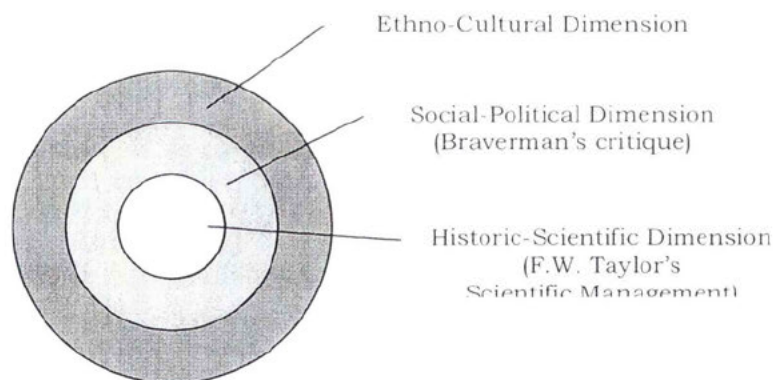 Ethno-Cultural Dimension
Social-Political Dimension
(Braverman's critique)
Historic-Scientific Dimension
(F.W. Taylor's
Scientific Management)